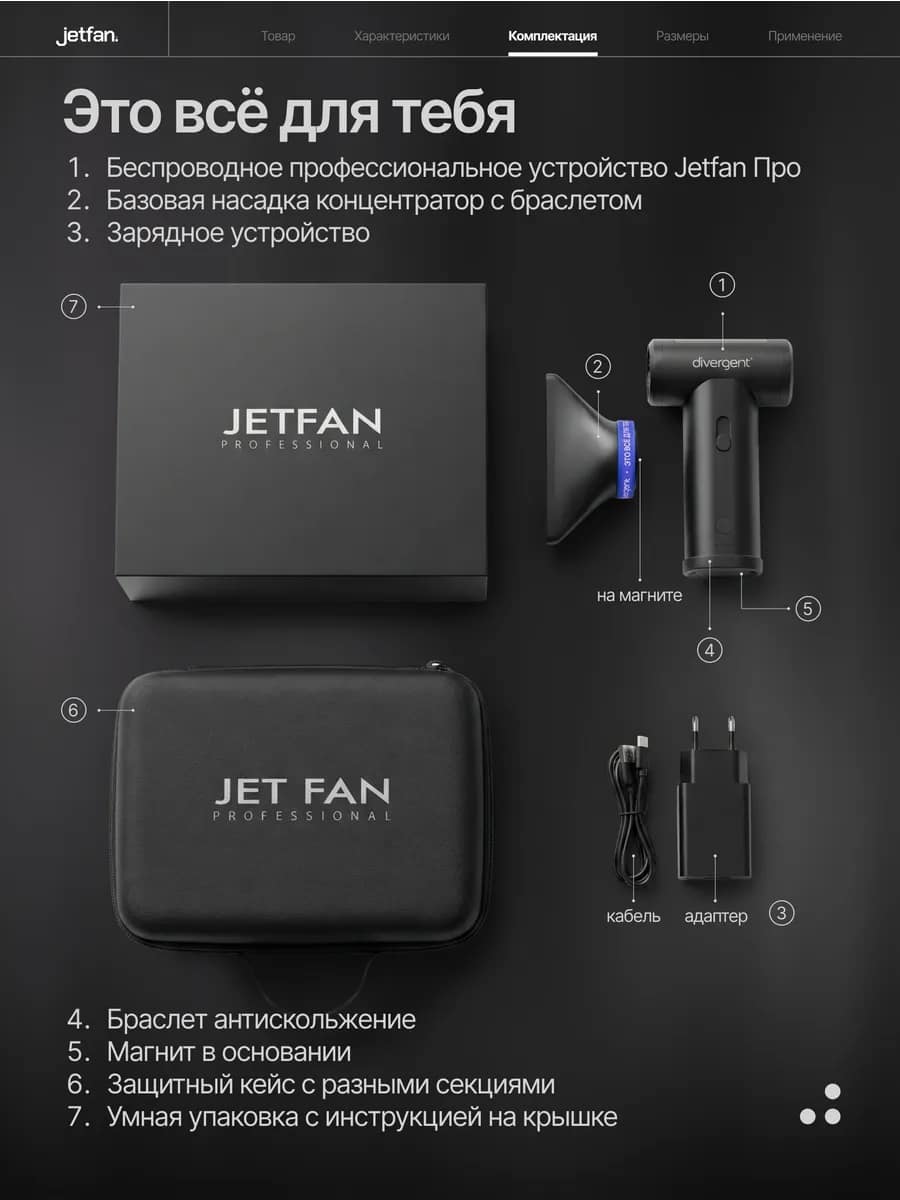 jetfan.
Товар
Характеристики
Комплектация
Размеры
Применение
Это всё для тебя
1. Беспроводное профессиональное устройство Jetfan Про
2. Базовая насадка концентратор с браслетом
3. Зарядное устройство
7
JETFAN
PROFESSIONAL
1
divergent
2
ЭТО ВСЁ ДЛЯ
на магните
5
4
6
JET FAN
PROFESSIONAL
кабель
адаптер
3
4. Браслет антискольжение
5. Магнит в основании
6. Защитный кейс с разными секциями
7. Умная упаковка с инструкцией на крышке